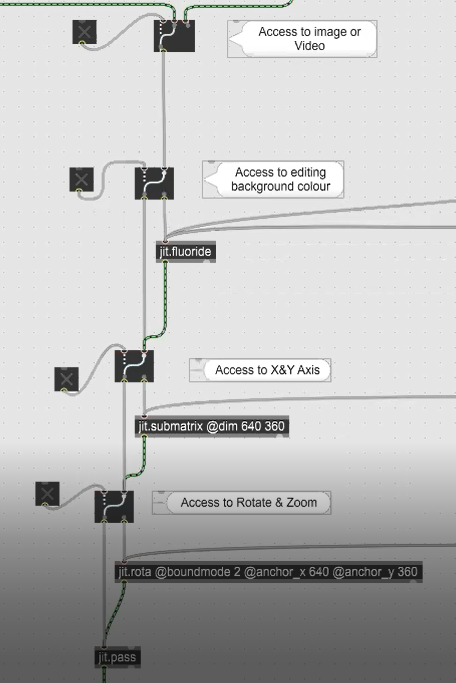 Access to image or
Video
Access to editing
background colour
jit.fluoride
Access to X&Y Axis
jit.submatrix @dim 640 360
Access to Rotate & Zoom
jit.rota @boundmode 2 @anchor_x 640 @anchor_y 360
jit.pass